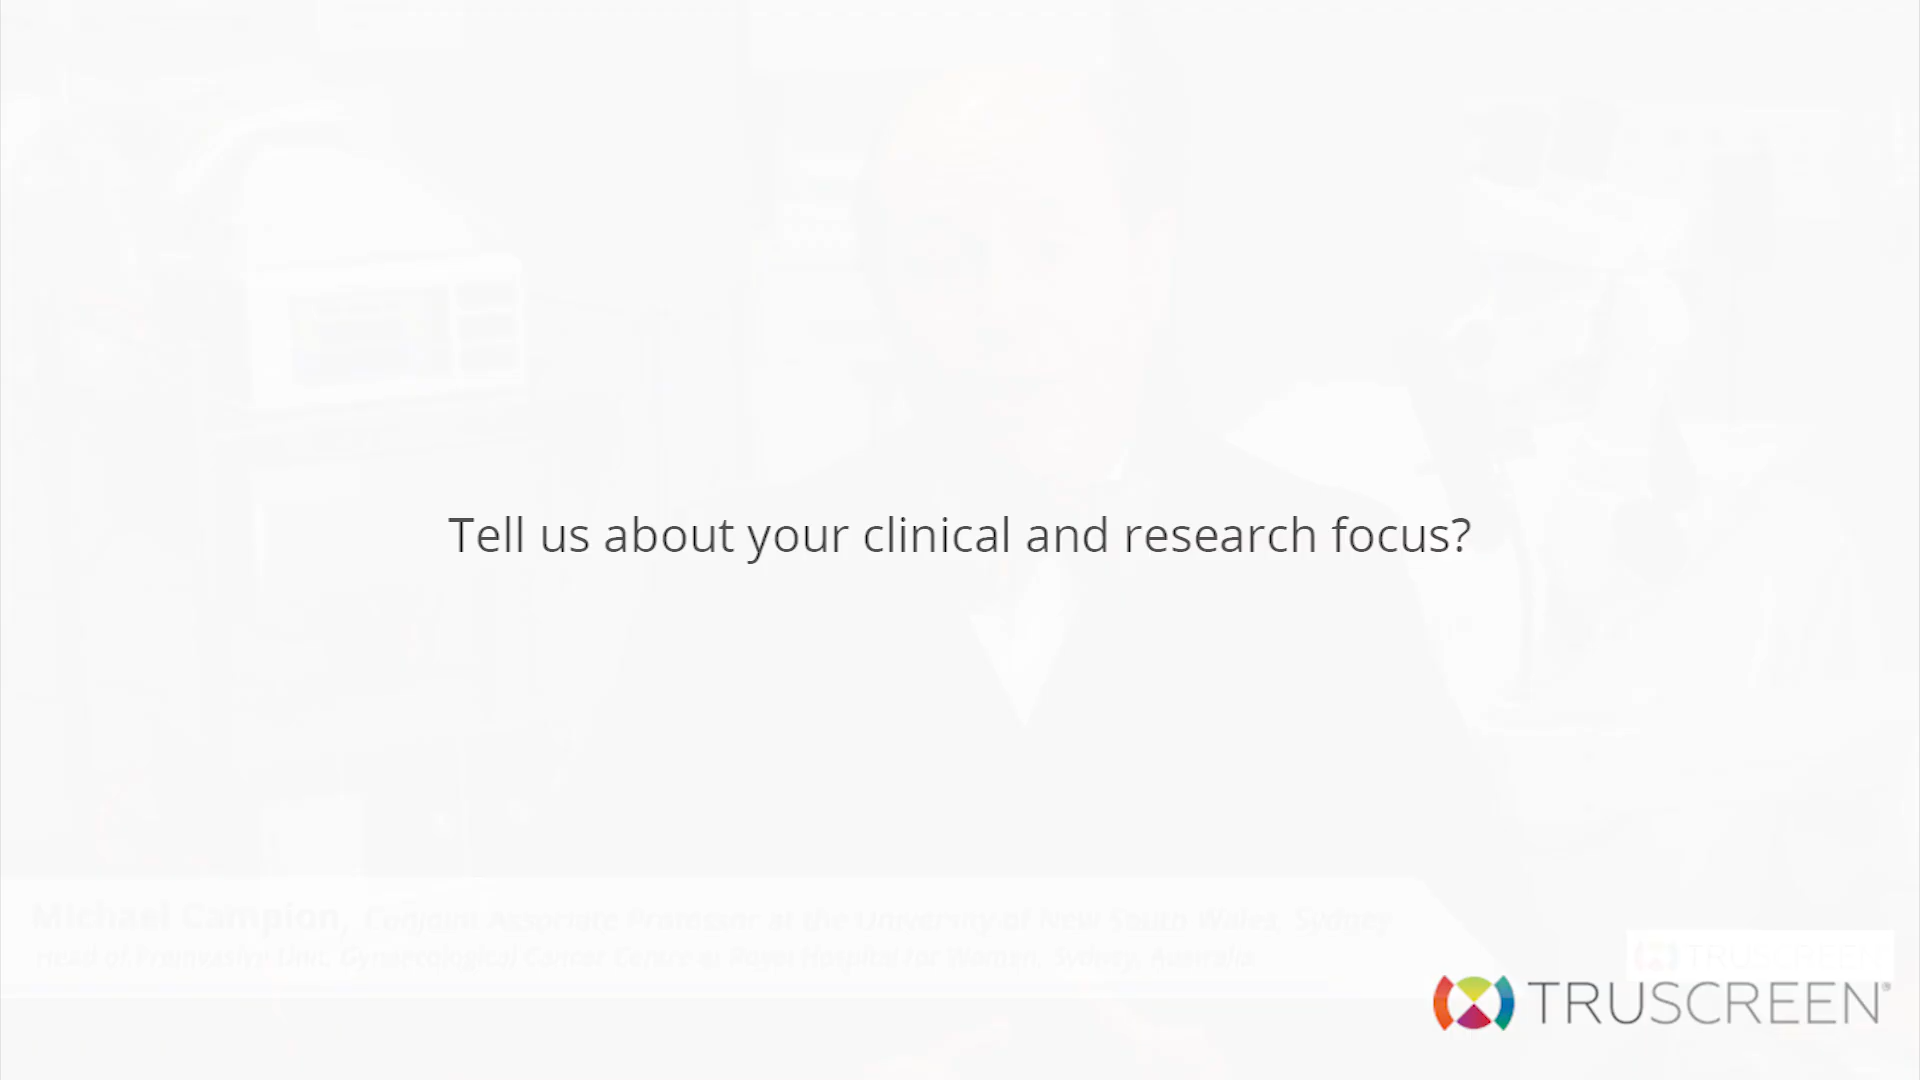 Tell us about your clinical and research focus?
Michael Campion, Conjoint Associate Professor at the University of New South Wales, Sydney
Head of Preinvasive Unit, Gynaecological Cancer Centre at Royal Hospital for Women, Sydney, Australia
TRUSCREEN
TRUSCREEN®